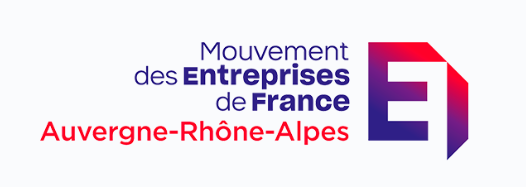 Mouvement
des Entreprises
de France
Auvergne-Rhône-Alpes
E